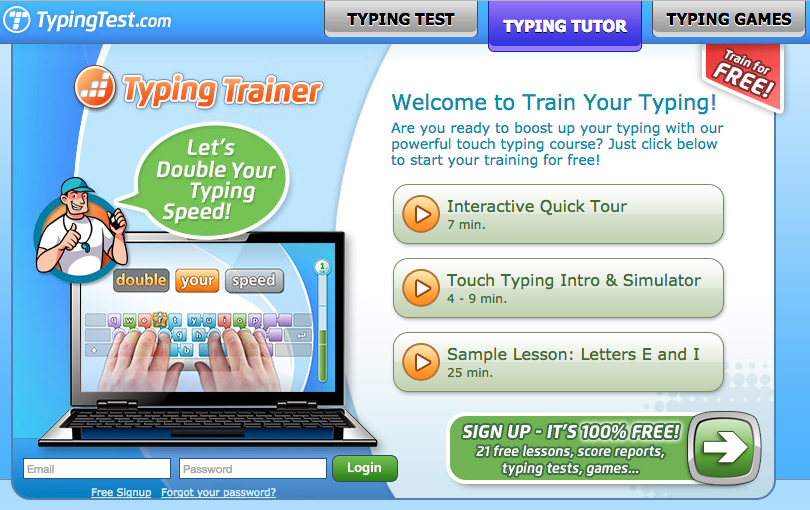 TypingTest.com
TYPING TEST
TYPING TUTOR
TYPING GAMES
Train for
FREE!
Typing Trainer
Let's
Double Your
Typing
Speed!
double your speed
Welcome to Train Your Typing!
Are you ready to boost up your typing with our
powerful touch typing course? Just click below
to start your training for free!
Interactive Quick Tour
7 min.
Touch Typing Intro & Simulator
4 - 9 min.
Sample Lesson: Letters E and I
25 min.
SIGN UP - IT'S 100% FREE!
21 free lessons, score reports,
typing tests, games...
Email
Password
Login
Free Signup
Forgot your password?